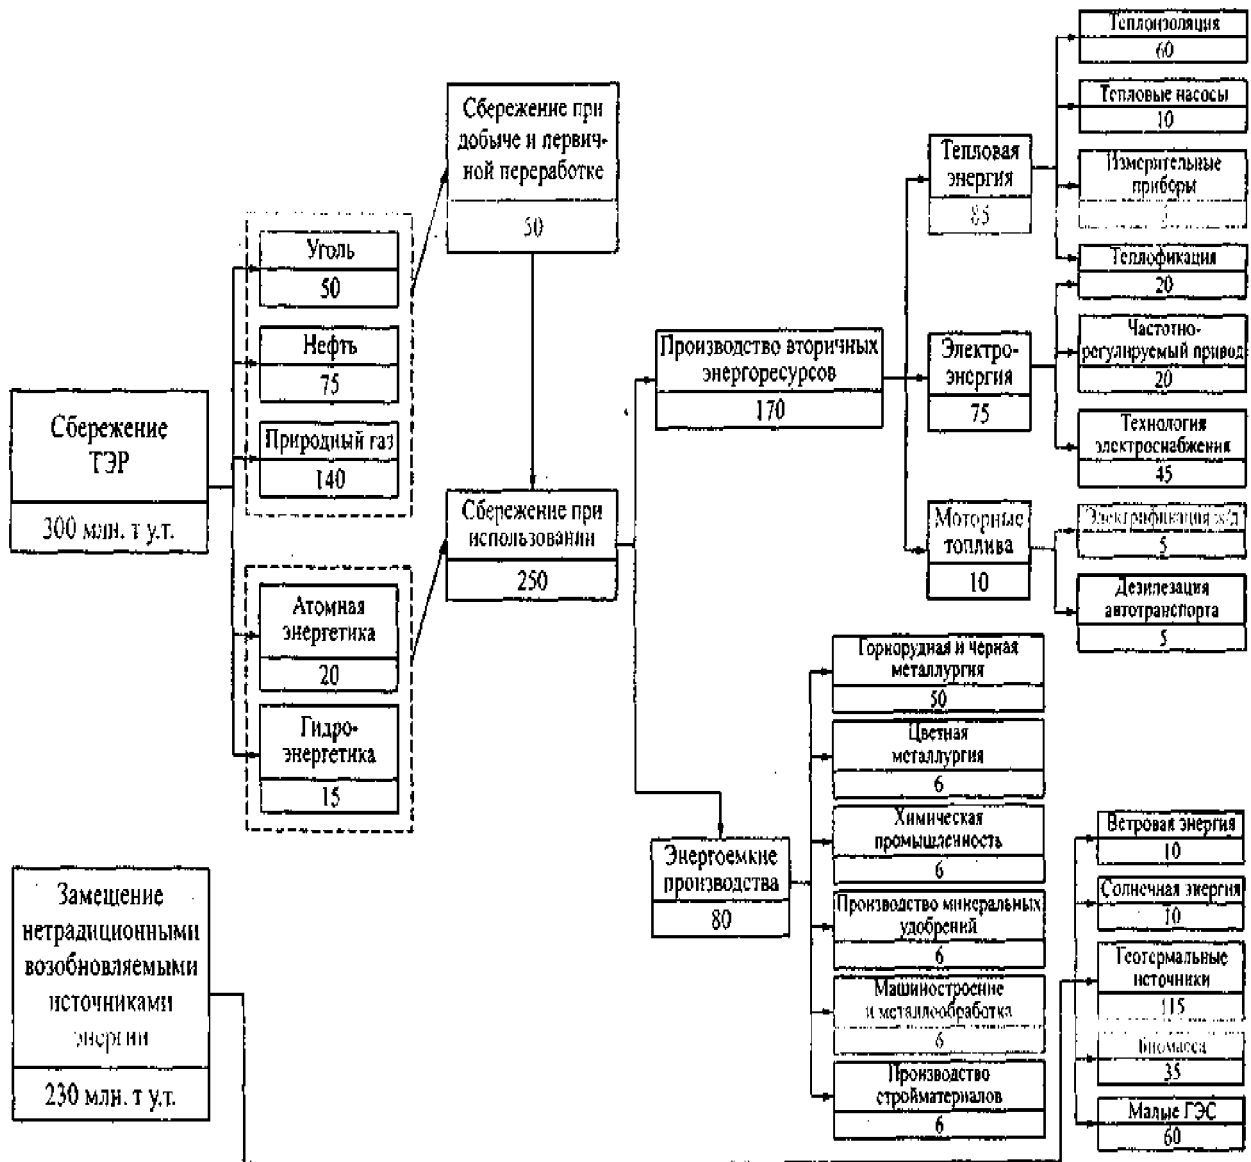 Сбережение
ТЭР
300 млн. т у.т.
Уголь
50
Нефть
75
Природный газ
140
Атомная
энергетика
20
Гидро-
энергетика
15
Сбережение при
добыче и первич-
ной переработке
50
Сбережение при
использовании
250
Производство вторичных
энергоресурсов
170
Тепловая
энергия
85
Электро-
энергия
75
Моторные
топлива
10
Теплоизоляция
60
Тепловые насосы
10
Измерительные
приборы
Теплофикация
20
Частотно-
регулируемый привод
20
Технология
электроснабжения
45
Электрификация ж/д
5
Дезилезация
автотранспорта
5
Энергоемкие
производства
80
Горнорудная и черная
металлургия
50
Цветная
металлургия
6
Химическая
промышленность
6
Производство минеральных
удобрений
6
Машиностроение
и металлообработка
6
Производство
стройматериалов
6
Замещение
нетрадиционными
возобновляемыми
источниками
энергии
230 млн. т у.т.
Ветровая энергия
10
Солнечная энергия
10
Геотермальные
источники
115
Биомасса
35
Малые ГЭС
60